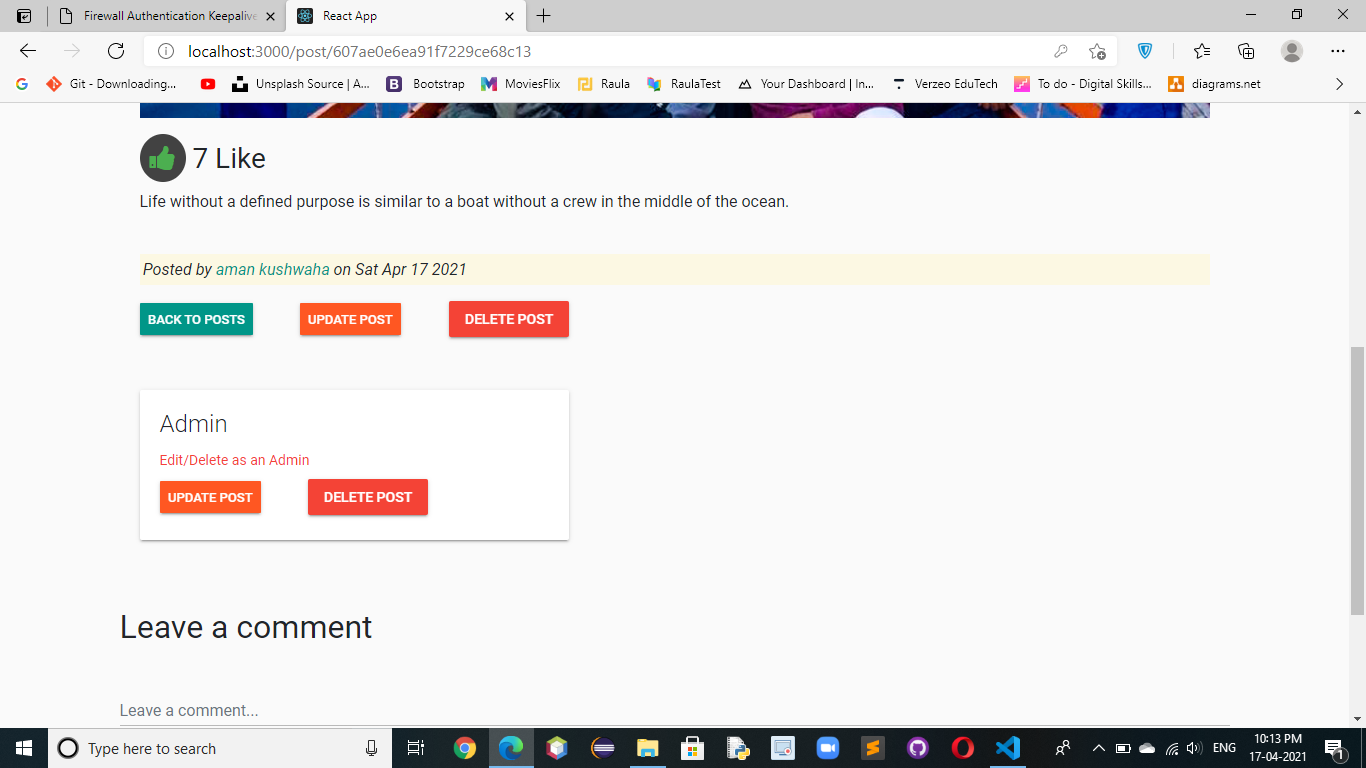 Firewall Authentication Keepalive
React App
localhost:3000/post/607ae0e6ea91f7229ce68c13
G Git - Downloading... Unsplash Source | A... B Bootstrap MoviesFlix Raula RaulaTest Your Dashboard | In... Verzeo EduTech To do - Digital Skills... diagrams.net
7 Like
Life without a defined purpose is similar to a boat without a crew in the middle of the ocean.
Posted by aman kushwaha on Sat Apr 17 2021
BACK TO POSTS UPDATE POST DELETE POST
Admin
Edit/Delete as an Admin
UPDATE POST DELETE POST
Leave a comment
Leave a comment...
Type here to search
ENG
10:13 PM
17-04-2021
1